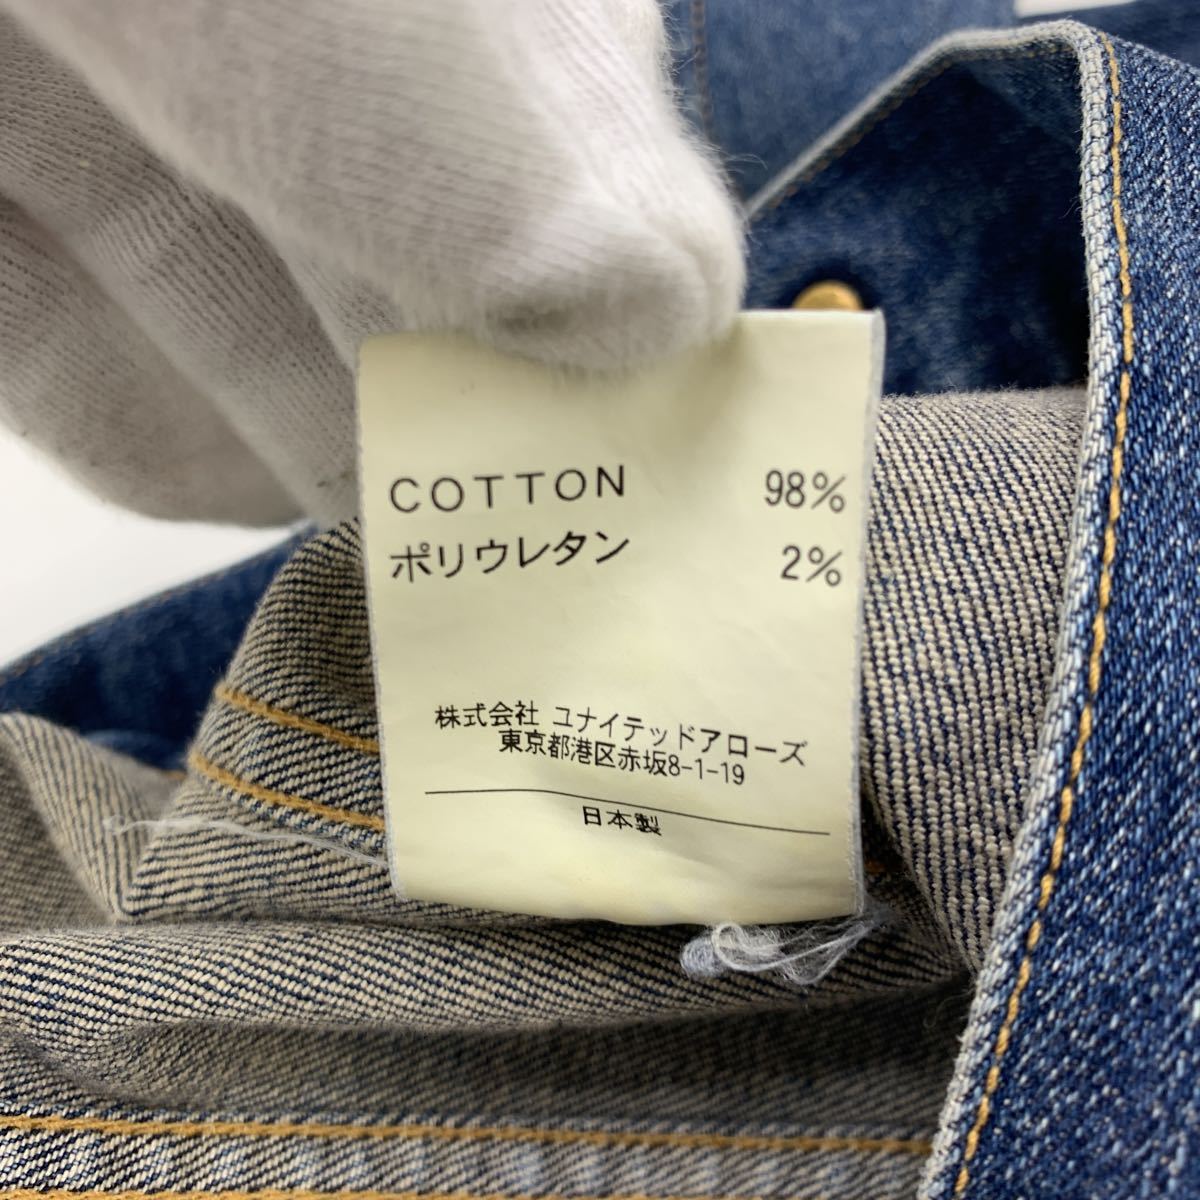 COTTON 98%
ポリウレタン 2%
株式会社 ユナイテッドアローズ
東京都港区赤坂8-1-19
日本製